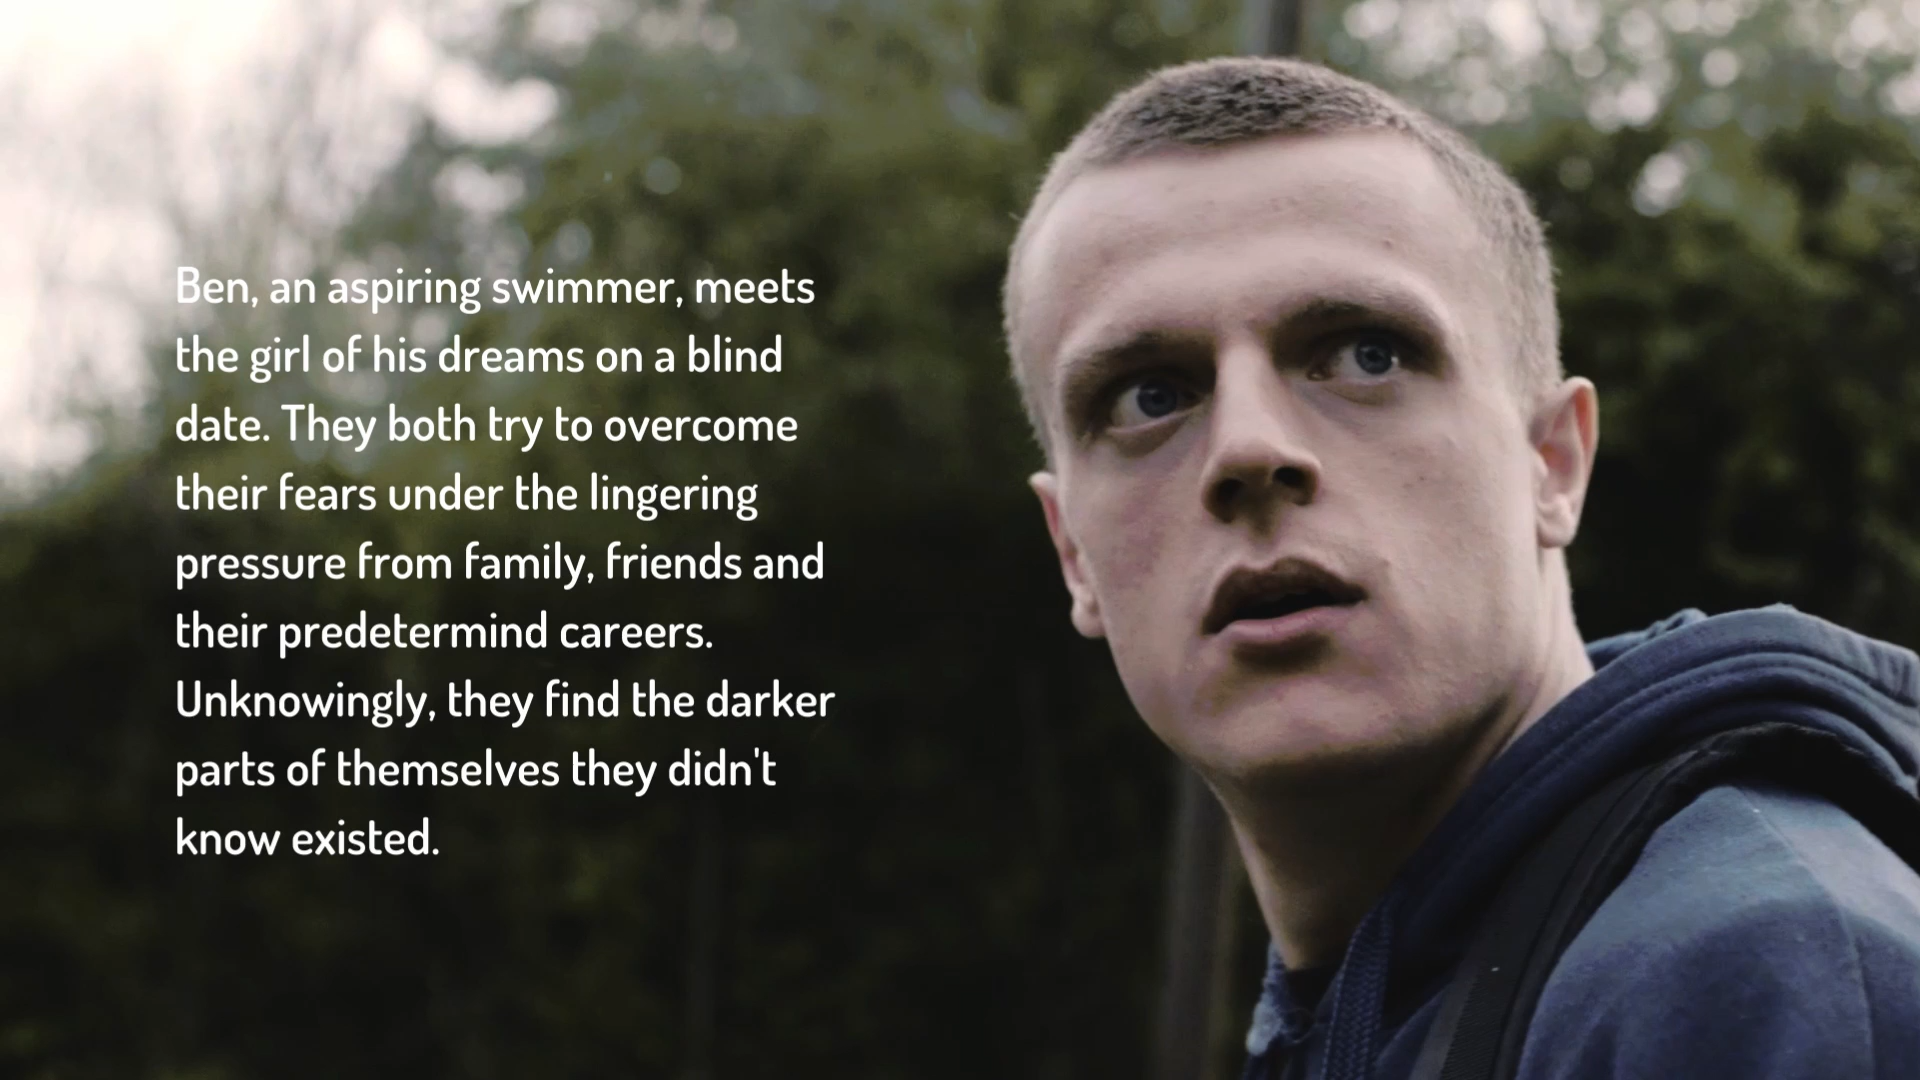 Ben, an aspiring swimmer, meets
the girl of his dreams on a blind
date. They both try to overcome
their fears under the lingering
pressure from family, friends and
their predetermind careers.
Unknowingly, they find the darker
parts of themselves they didn't
know existed.